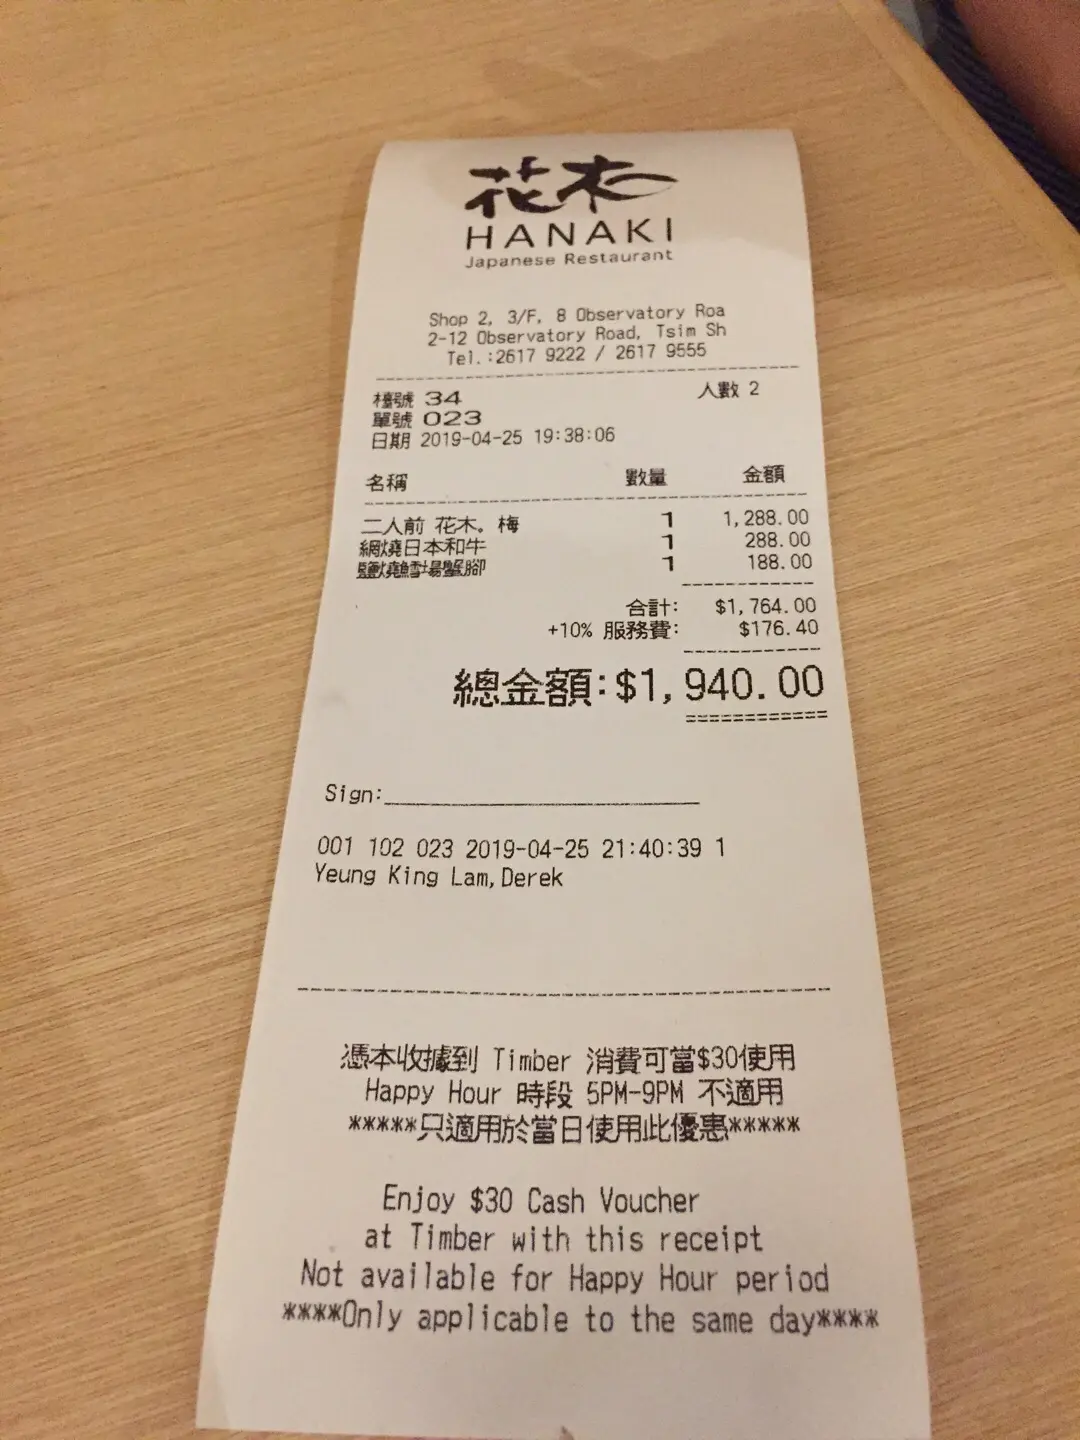 花木
HANAKI
Japanese Restaurant
Shop 2, 3/F, 8 Observatory Roa
2-12 Observatory Road, Tsim Sh
Tel.:2617 9222 / 2617 9555
檯號 34 人數 2
單號 023
日期 2019-04-25 19:38:06
名稱 數量 金額
二人前 花木。梅 1 1,288.00
網燒日本和牛 1 288.00
鹽燒鱈場蟹腳 1 188.00
合計: $1,764.00
+10% 服務費: $176.40
總金額:$1,940.00
Sign:
001 102 023 2019-04-25 21:40:39 1
Yeung King Lam,Derek
憑本收據到 Timber 消費可當$30使用
Happy Hour 時段 5PM-9PM 不適用
*****只適用於當日使用此優惠*****
Enjoy $30 Cash Voucher
at Timber with this receipt
Not available for Happy Hour period
****Only applicable to the same day****